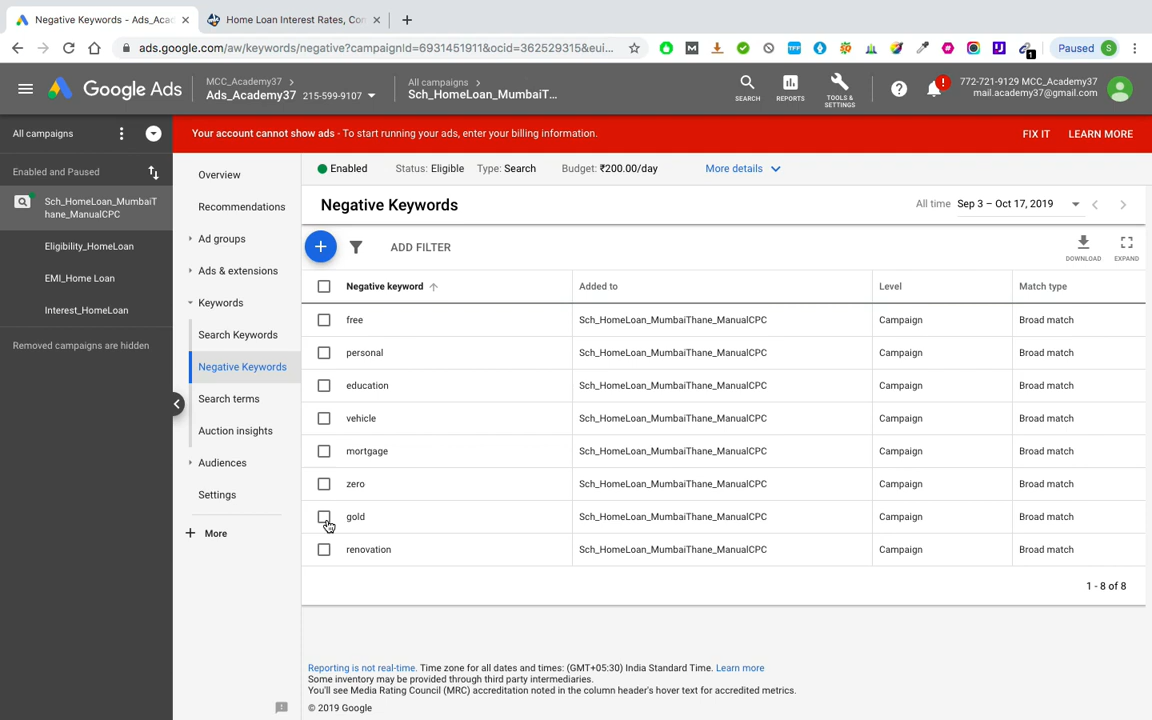 Negative Keywords - Ads_Acad
Home Loan Interest Rates, Con
ads.google.com/aw/keywords/negative?campaignId=6931451911&ocid=362529315&eui...
TFP
1
Paused S
Google Ads
MCC_Academy37
Ads_Academy37 215-599-9107
All campaigns
Sch_HomeLoan_MumbaiT...
SEARCH
REPORTS
TOOLS & SETTINGS
772-721-9129 MCC_Academy37
mail.academy37@gmail.com
All campaigns
Your account cannot show ads - To start running your ads, enter your billing information.
FIX IT
LEARN MORE
Enabled and Paused
Sch_HomeLoan_MumbaiT
hane_ManualCPC
Eligibility_HomeLoan
EMI_Home Loan
Interest_HomeLoan
Removed campaigns are hidden
Overview
Recommendations
Ad groups
Ads & extensions
Keywords
Search Keywords
Negative Keywords
Search terms
Auction insights
Audiences
Settings
+ More
Enabled Status: Eligible Type: Search Budget: ₹200.00/day More details
Negative Keywords
All time Sep 3 – Oct 17, 2019
ADD FILTER
DOWNLOAD
EXPAND
Negative keyword Added to Level Match type
free Sch_HomeLoan_MumbaiThane_ManualCPC Campaign Broad match
personal Sch_HomeLoan_MumbaiThane_ManualCPC Campaign Broad match
education Sch_HomeLoan_MumbaiThane_ManualCPC Campaign Broad match
vehicle Sch_HomeLoan_MumbaiThane_ManualCPC Campaign Broad match
mortgage Sch_HomeLoan_MumbaiThane_ManualCPC Campaign Broad match
zero Sch_HomeLoan_MumbaiThane_ManualCPC Campaign Broad match
gold Sch_HomeLoan_MumbaiThane_ManualCPC Campaign Broad match
renovation Sch_HomeLoan_MumbaiThane_ManualCPC Campaign Broad match
1 - 8 of 8
Reporting is not real-time. Time zone for all dates and times: (GMT+05:30) India Standard Time. Learn more
Some inventory may be provided through third party intermediaries.
You'll see Media Rating Council (MRC) accreditation noted in the column header's hover text for accredited metrics.
© 2019 Google